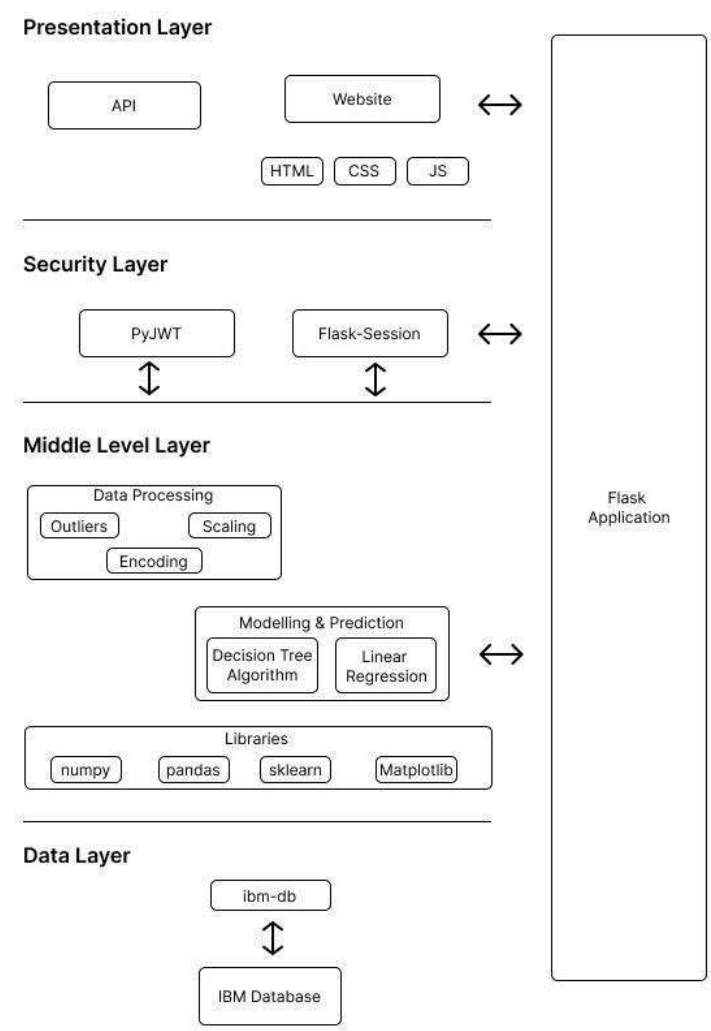 Presentation Layer
API
Website
HTML CSS JS
Security Layer
PyJWT
Flask-Session
Middle Level Layer
Data Processing
Outliers
Scaling
Encoding
Modelling & Prediction
Decision Tree
Algorithm
Linear
Regression
Libraries
numpy
pandas
sklearn
Matplotlib
Data Layer
ibm-db
IBM Database
Flask
Application